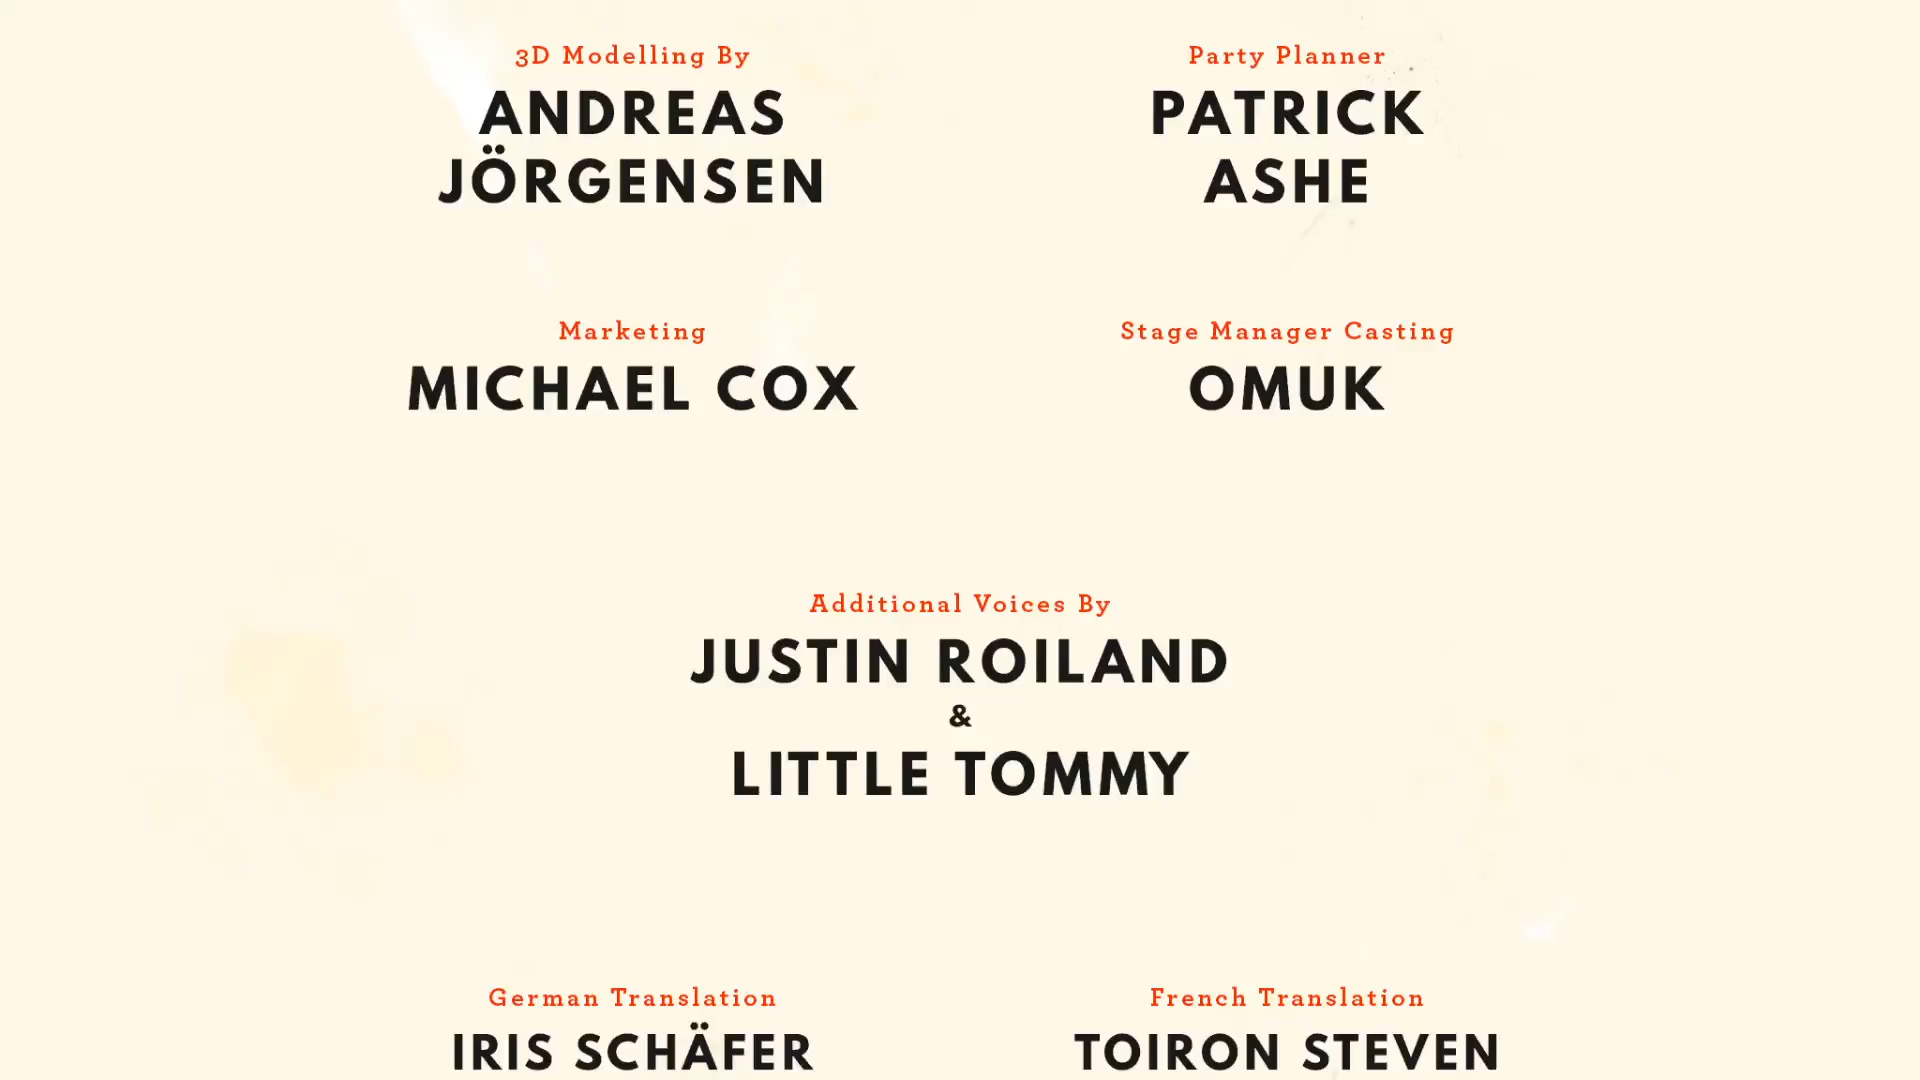 3D Modelling By
ANDREAS
JÖRGENSEN
Party Planner
PATRICK
ASHE
Marketing
MICHAEL COX
Stage Manager Casting
OMUK
Additional Voices By
JUSTIN ROILAND
&
LITTLE TOMMY
German Translation
IRIS SCHÄFER
French Translation
TOIRON STEVEN